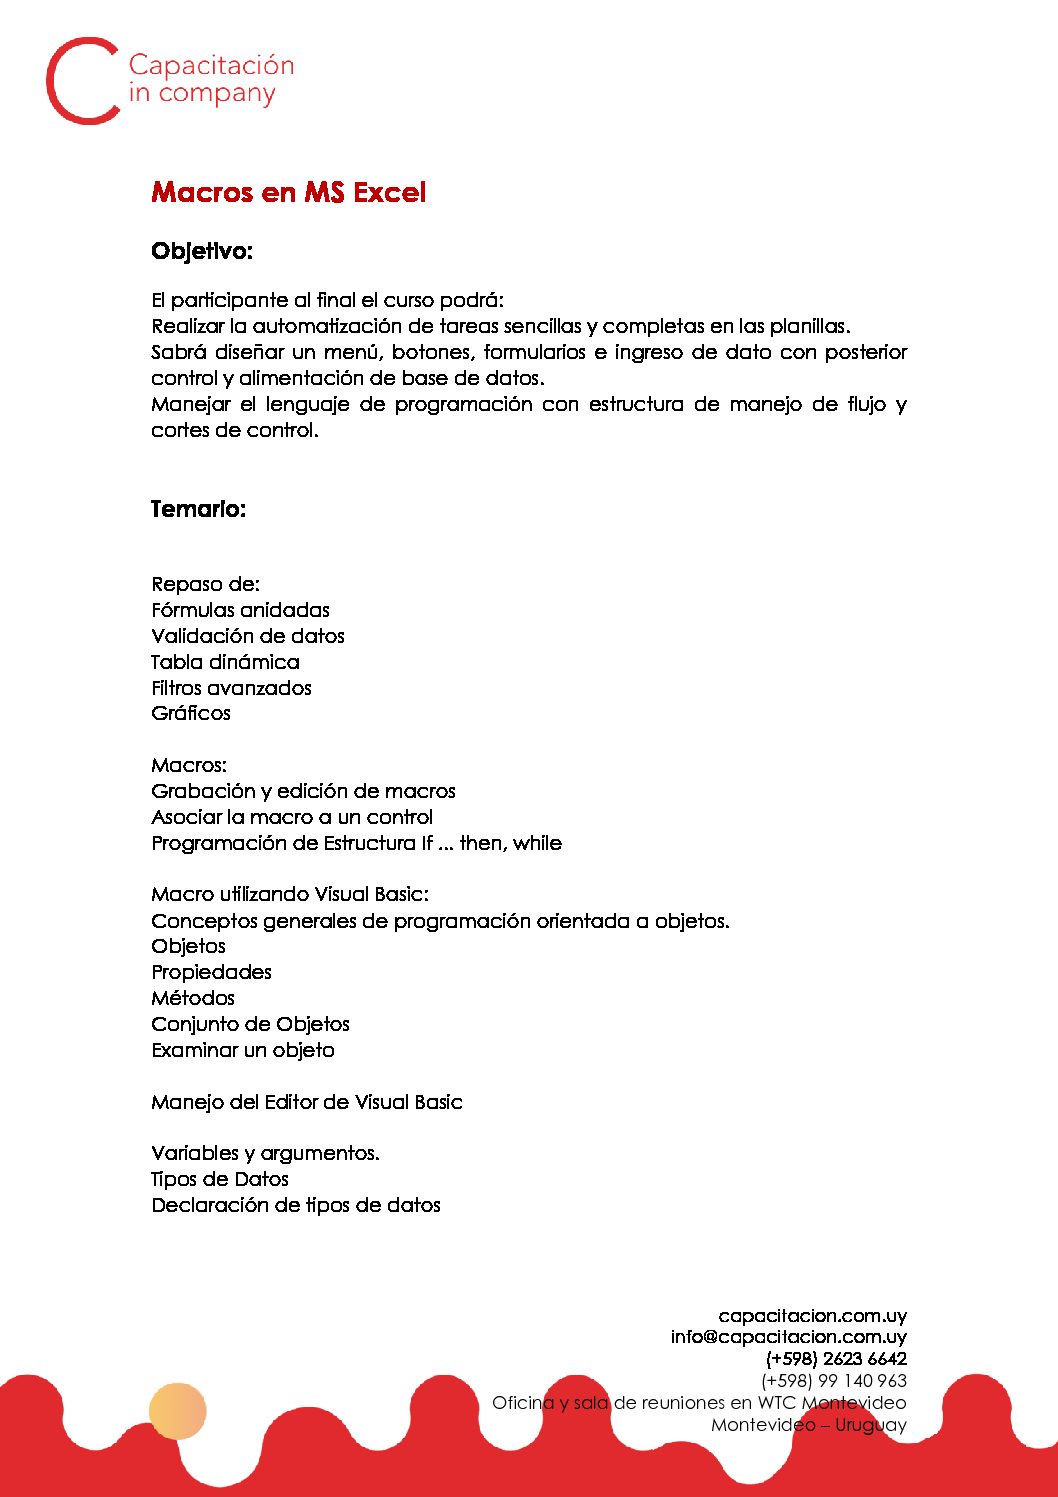 Capacitación
in company
Macros en MS Excel
Objetivo:
El participante al final el curso podrá:
Realizar la automatización de tareas sencillas y completas en las planillas.
Sabrá diseñar un menú, botones, formularios e ingreso de dato con posterior
control y alimentación de base de datos.
Manejar el lenguaje de programación con estructura de manejo de flujo y
cortes de control.
Temario:
Repaso de:
Fórmulas anidadas
Validación de datos
Tabla dinámica
Filtros avanzados
Gráficos
Macros:
Grabación y edición de macros
Asociar la macro a un control
Programación de Estructura If ... then, while
Macro utilizando Visual Basic:
Conceptos generales de programación orientada a objetos.
Objetos
Propiedades
Métodos
Conjunto de Objetos
Examinar un objeto
Manejo del Editor de Visual Basic
Variables y argumentos.
Tipos de Datos
Declaración de tipos de datos
capacitacion.com.uy
info@capacitacion.com.uy
(+598) 2623 6642
(+598) 99 140 963
Oficina y sala de reuniones en WTC Montevideo
Montevideo – Uruguay